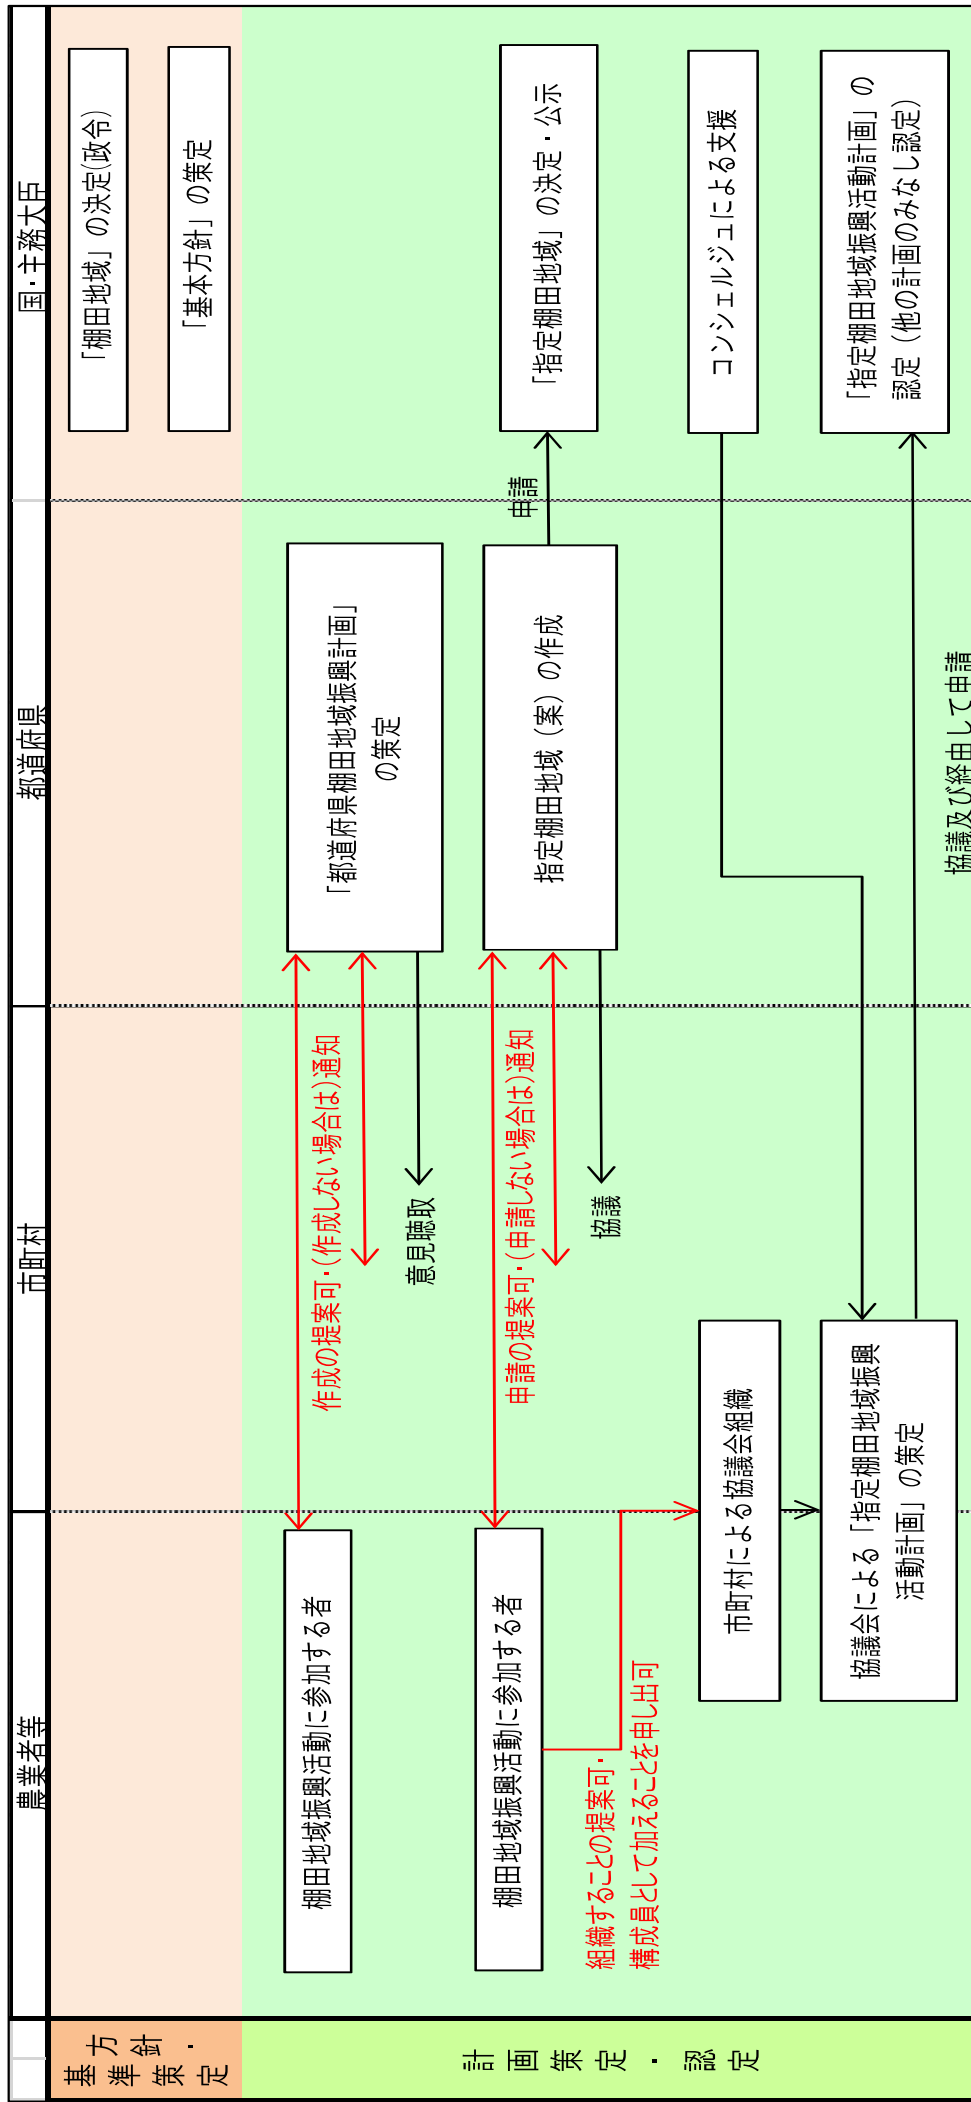 農業者等
市町村
都道府県
国・主務大臣
方針・
基準策定
「棚田地域」の決定(政令)
「基本方針」の策定
計画策定・認定
棚田地域振興活動に参加する者
作成の提案可・(作成しない場合は)通知
意見聴取
「都道府県棚田地域振興計画」
の策定
棚田地域振興活動に参加する者
申請の提案可・(申請しない場合は)通知
協議
指定棚田地域（案）の作成
申請
「指定棚田地域」の決定・公示
組織することの提案可・
構成員として加えることを申し出可
市町村による協議会組織
コンシェルジュによる支援
協議会による「指定棚田地域振興
活動計画」の策定
協議及び経由して申請
「指定棚田地域振興活動計画」の
認定（他の計画のみなし認定）